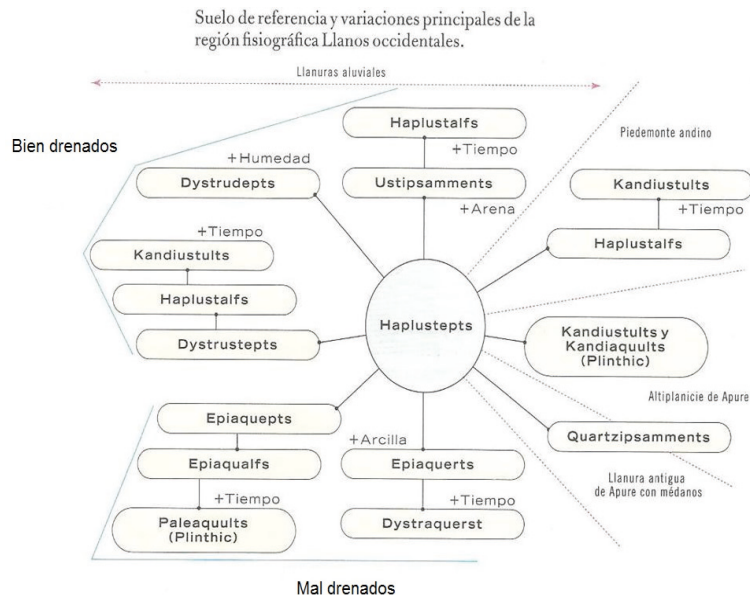 Suelo de referencia y variaciones principales de la
región fisiográfica Llanos occidentales.
Llanuras aluviales
Bien drenados
Haplustalfs
+Tiempo
Ustipsamments
+Arena
+Humedad
Dystrudepts
+Tiempo
Kandiustults
Haplustalfs
Dystrustepts
Haplustepts
Piedemonte andino
Kandiustults
+Tiempo
Haplustalfs
Kandiustults y
Kandiaquults
(Plinthic)
Altiplanicie de Apure
Quartzipsamments
Llanura antigua
de Apure con médanos
Epiaquepts
Epiaqualfs
+Tiempo
Paleaquults
(Plinthic)
+Arcilla
Epiaquerts
+Tiempo
Dystraquerst
Mal drenados